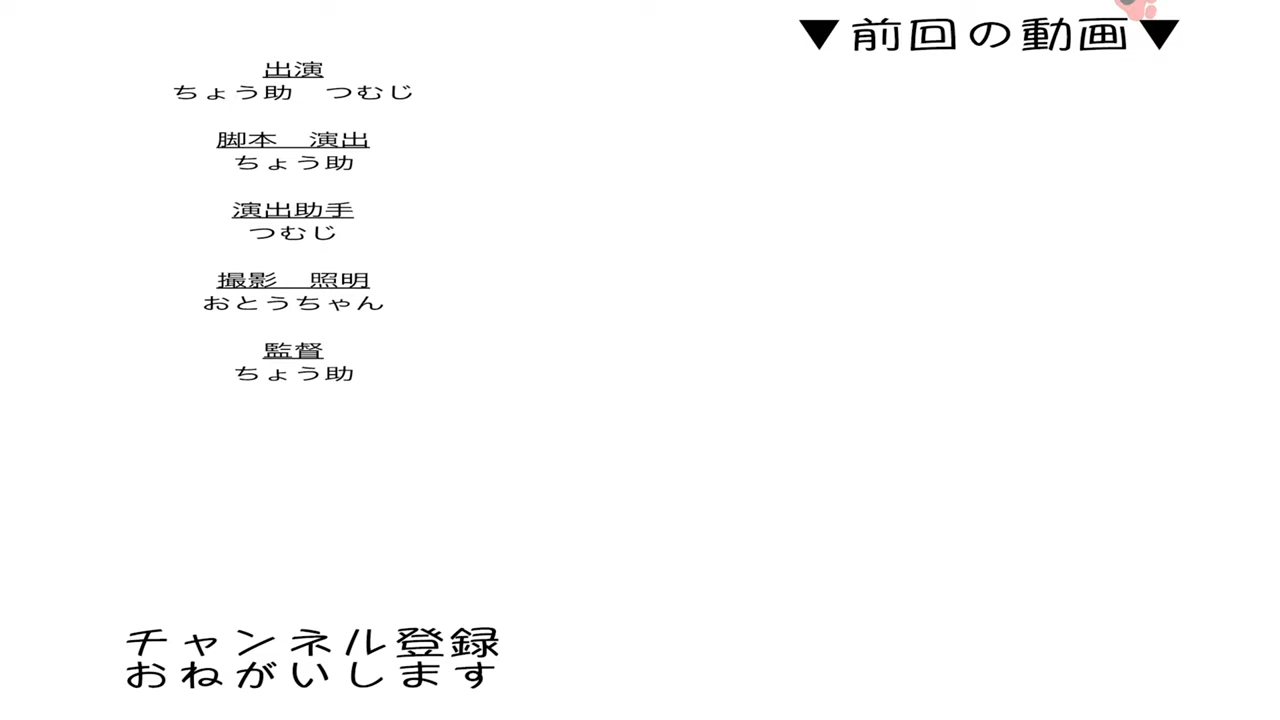 ▼前回の動画▼
出演
ちょう助　つむじ
脚本　演出
ちょう助
演出助手
つむじ
撮影　照明
おとうちゃん
監督
ちょう助
チャンネル登録
おねがいします